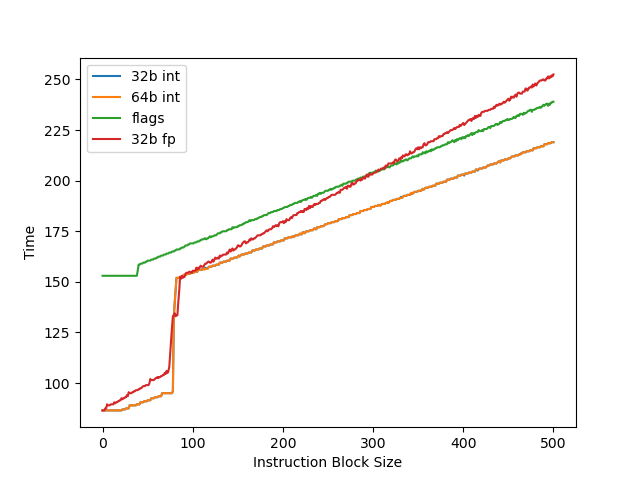 32b int
64b int
flags
32b fp
250
225
200
175
150
125
100
Time
0 100 200 300 400 500
Instruction Block Size